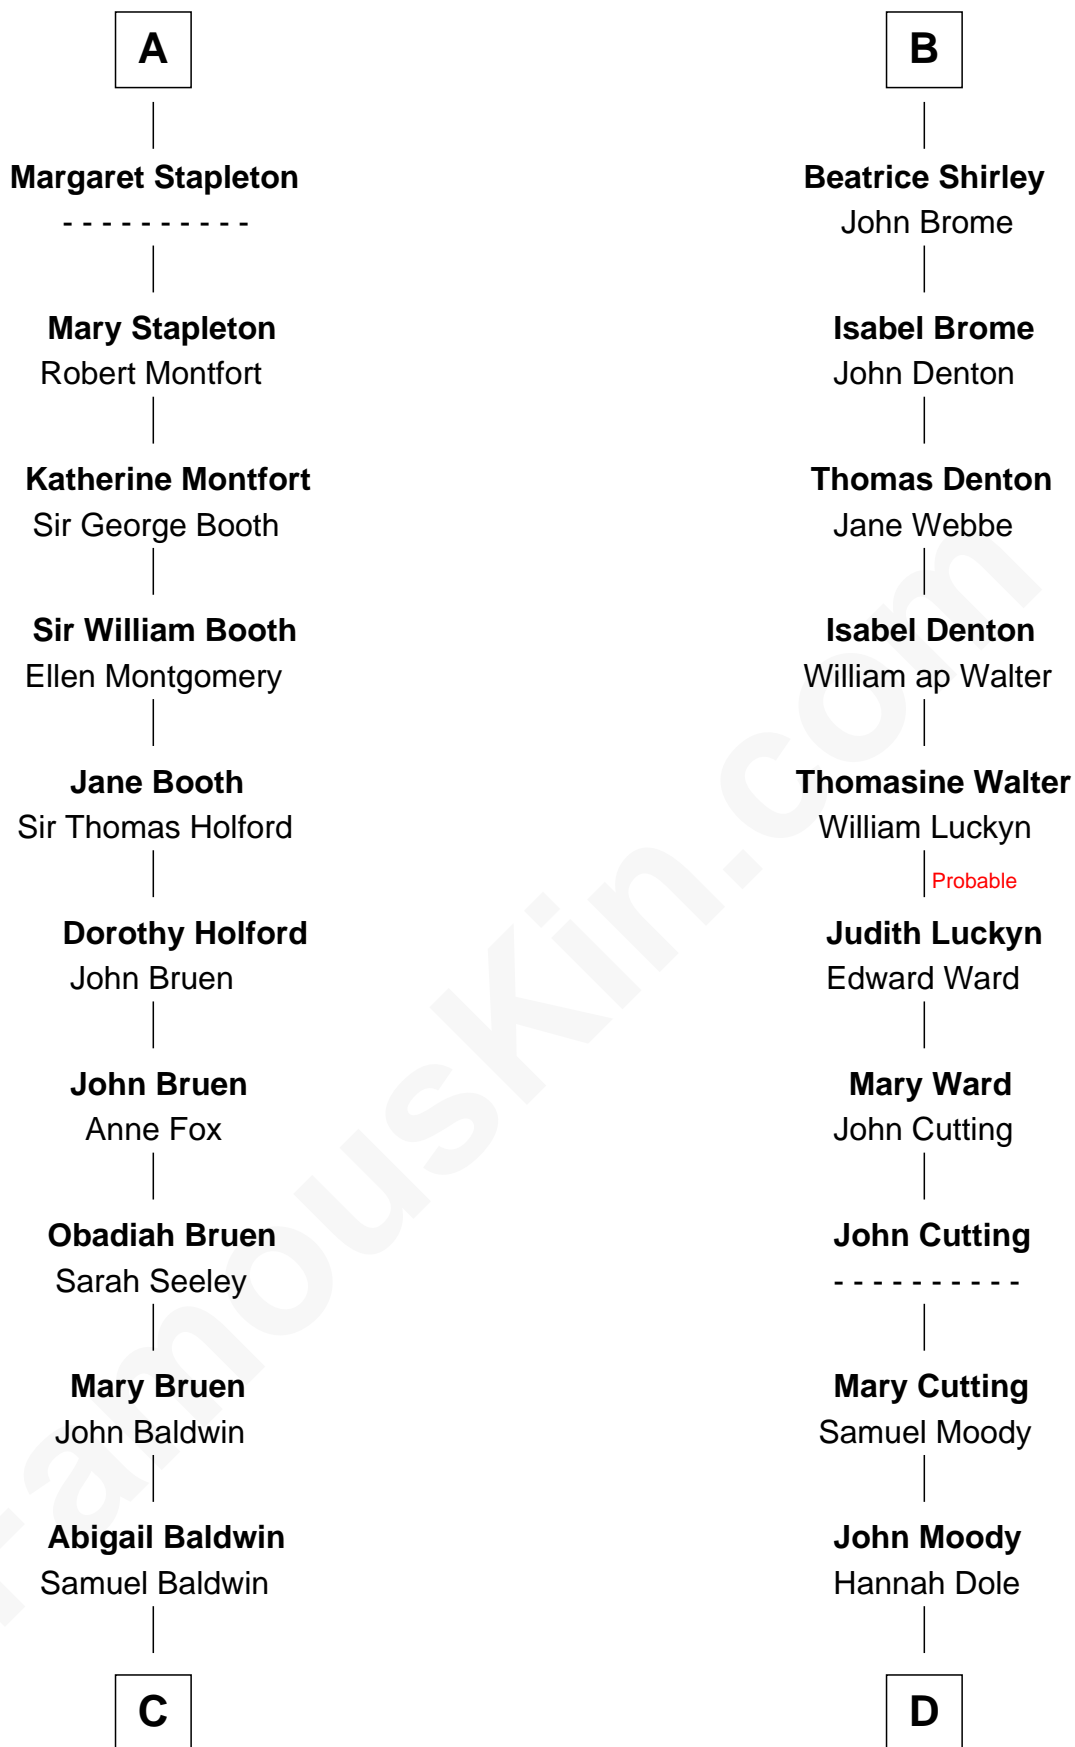 A
Margaret Stapleton
- - - - - - - - - -
Mary Stapleton
Robert Montfort
Katherine Montfort
Sir George Booth
Sir William Booth
Ellen Montgomery
Jane Booth
Sir Thomas Holford
Dorothy Holford
John Bruen
John Bruen
Anne Fox
Obadiah Bruen
Sarah Seeley
Mary Bruen
John Baldwin
Abigail Baldwin
Samuel Baldwin
C
B
Beatrice Shirley
John Brome
Isabel Brome
John Denton
Thomas Denton
Jane Webbe
Isabel Denton
William ap Walter
Thomasine Walter
William Luckyn
Probable
Judith Luckyn
Edward Ward
Mary Ward
John Cutting
John Cutting
- - - - - - - - - -
Mary Cutting
Samuel Moody
John Moody
Hannah Dole
D
FamousKin.com